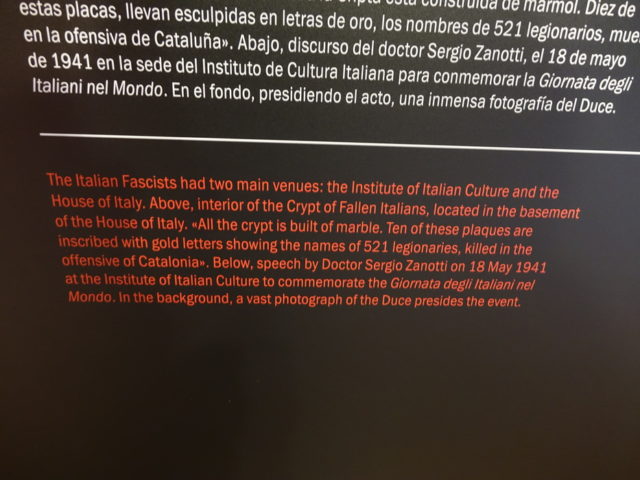 cripta está construida de mármol. Diez de
estas placas, llevan esculpidas en letras de oro, los nombres de 521 legionarios,
en la ofensiva de Cataluña». Abajo, discurso del doctor Sergio Zanotti, el 18 de mayo
de 1941 en la sede del Instituto de Cultura Italiana para conmemorar la Giornata degli
Italiani nel Mondo. En el fondo, presidiendo el acto, una inmensa fotografía del Duce.
The Italian Fascists had two main venues: the Institute of Italian Culture and the
House of Italy. Above, interior of the Crypt of Fallen Italians, located in the basement
of the House of Italy. «All the crypt is built of marble. Ten of these plaques are
inscribed with gold letters showing the names of 521 legionaries, killed in the
offensive of Catalonia». Below, speech by Doctor Sergio Zanotti on 18 May 1941
at the Institute of Italian Culture to commemorate the Giornata degli Italiani nel
Mondo. In the background, a vast photograph of the Duce presides the event.